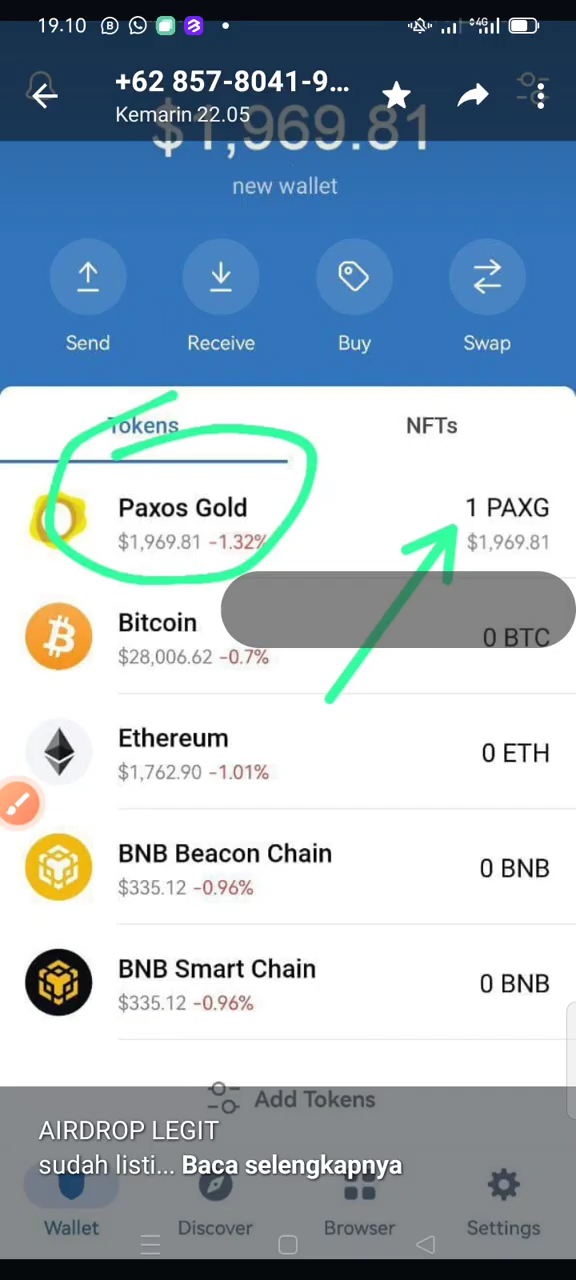 19.10
4G
+62 857-8041-9...
Kemarin 22.05
$1,969.81
new wallet
Send Receive Buy Swap
Tokens NFTs
Paxos Gold 1 PAXG
$1,969.81 -1.32% $1,969.81
Bitcoin 0 BTC
$28,006.62 -0.7%
Ethereum 0 ETH
$1,762.90 -1.01%
BNB Beacon Chain 0 BNB
$335.12 -0.96%
BNB Smart Chain 0 BNB
$335.12 -0.96%
Add Tokens
AIRDROP LEGIT
sudah listi... Baca selengkapnya
Wallet Discover Browser Settings